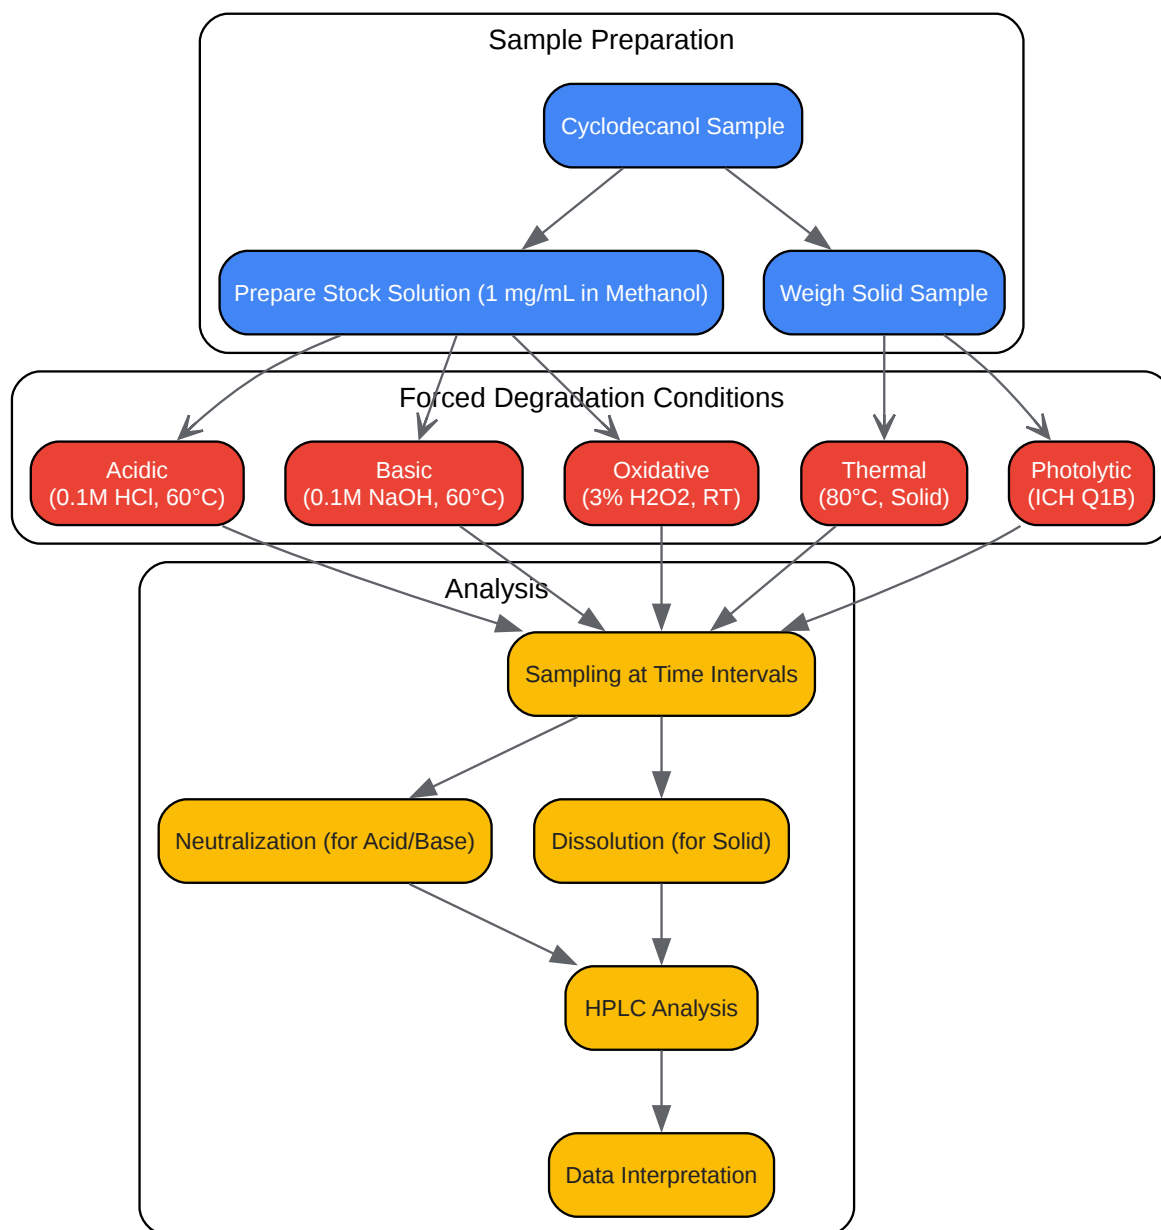 Sample Preparation
Cyclodecanol Sample
Prepare Stock Solution (1 mg/mL in Methanol)
Weigh Solid Sample
Forced Degradation Conditions
Acidic
(0.1M HCl, 60°C)
Basic
(0.1M NaOH, 60°C)
Oxidative
(3% H2O2, RT)
Thermal
(80°C, Solid)
Photolytic
(ICH Q1B)
Analysis
Sampling at Time Intervals
Neutralization (for Acid/Base)
Dissolution (for Solid)
HPLC Analysis
Data Interpretation